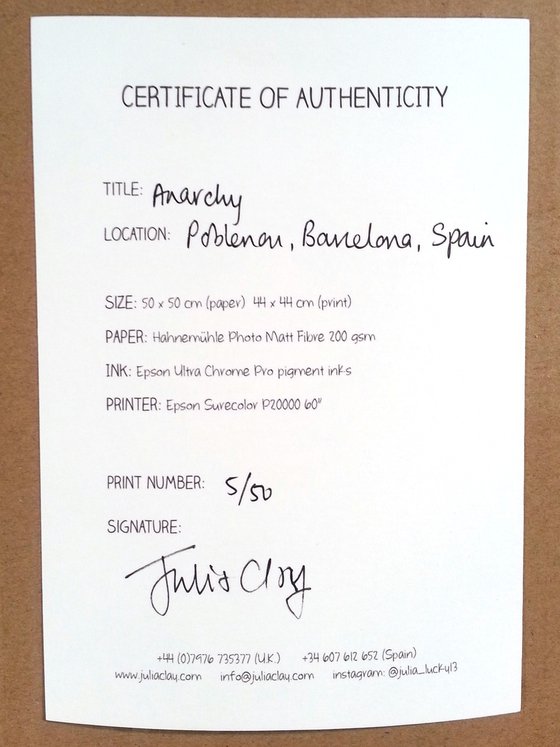 CERTIFICATE OF AUTHENTICITY
TITLE: Anarchy
LOCATION: Poblenou, Barcelona, Spain
SIZE: 50 x 50 cm (paper) 44 x 44 cm (print)
PAPER: Hahnemühle Photo Matt Fibre 200 gsm
INK: Epson Ultra Chrome Pro pigment inks
PRINTER: Epson Surecolor P20000 60"
PRINT NUMBER: 5/50
SIGNATURE:
Julia Clay
+44 (0)7976 735377 (U.K.) +34 607 612 652 (Spain)
www.juliaclay.com info@juliaclay.com instagram: @julia_lucky13